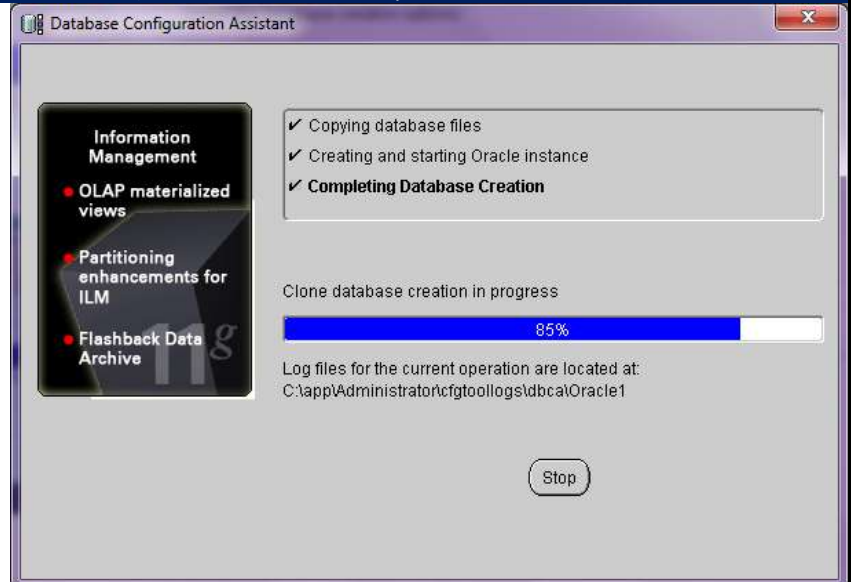 Database Configuration Assistant
Information
Management
OLAP materialized
views
Partitioning
enhancements for
ILM
Flashback Data
Archive
11g
✔ Copying database files
✔ Creating and starting Oracle instance
✔ Completing Database Creation
Clone database creation in progress
85%
Log files for the current operation are located at:
C:\app\Administrator\cfgtoollogs\dbca\Oracle1
Stop